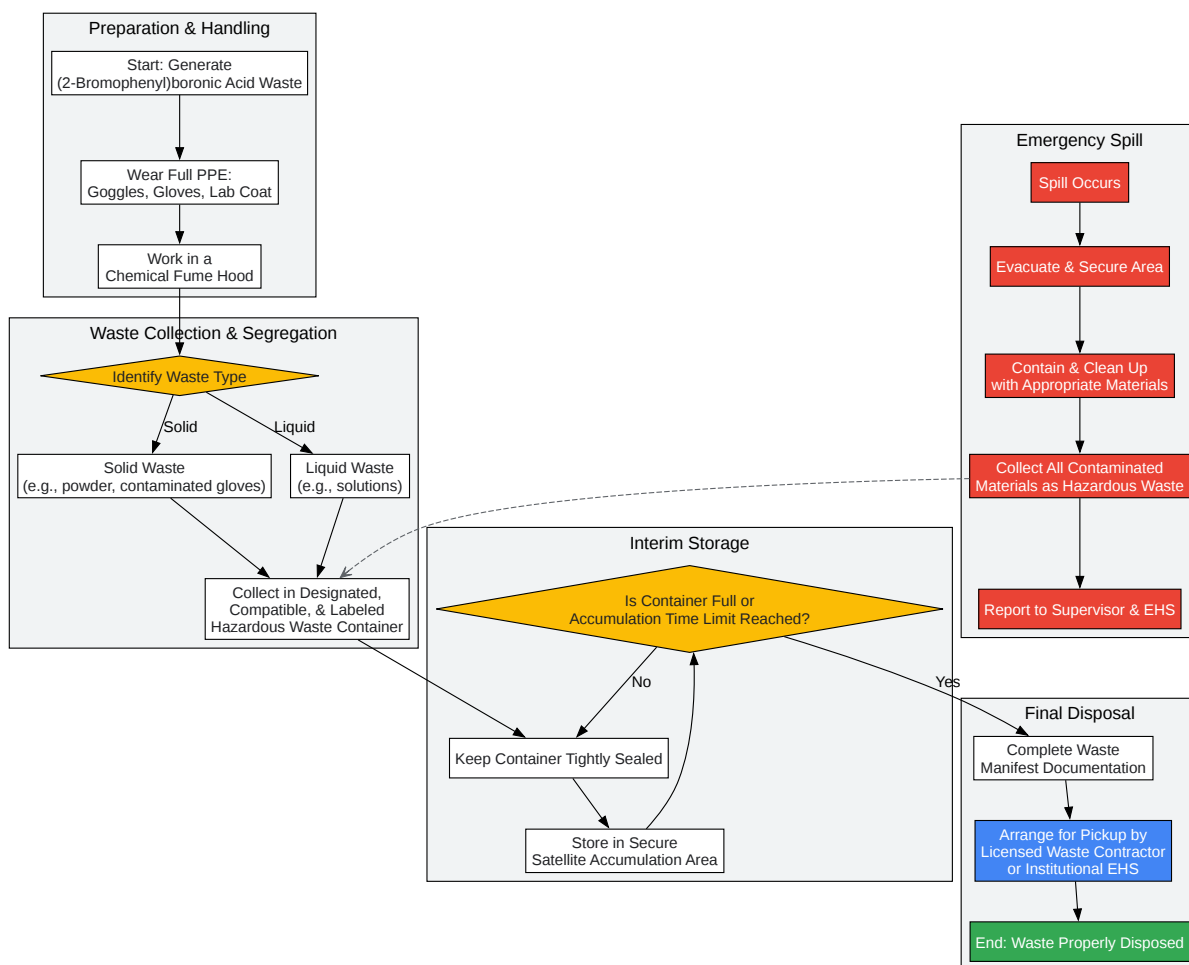 Preparation & Handling
Start: Generate
(2-Bromophenyl)boronic Acid Waste
Wear Full PPE:
Goggles, Gloves, Lab Coat
Work in a
Chemical Fume Hood
Waste Collection & Segregation
Identify Waste Type
Solid
Liquid
Solid Waste
(e.g., powder, contaminated gloves)
Liquid Waste
(e.g., solutions)
Collect in Designated,
Compatible, & Labeled
Hazardous Waste Container
Interim Storage
Is Container Full or
Accumulation Time Limit Reached?
No
Yes
Keep Container Tightly Sealed
Store in Secure
Satellite Accumulation Area
Emergency Spill
Spill Occurs
Evacuate & Secure Area
Contain & Clean Up
with Appropriate Materials
Collect All Contaminated
Materials as Hazardous Waste
Report to Supervisor & EHS
Final Disposal
Complete Waste
Manifest Documentation
Arrange for Pickup by
Licensed Waste Contractor
or Institutional EHS
End: Waste Properly Disposed